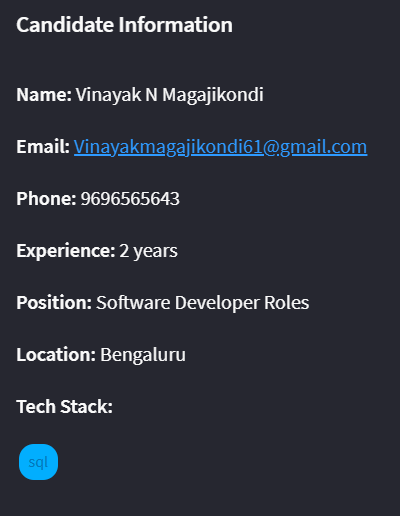 Candidate Information
Name: Vinayak N Magajikondi
Email: Vinayakmagajikondi61@gmail.com
Phone: 9696565643
Experience: 2 years
Position: Software Developer Roles
Location: Bengaluru
Tech Stack:
sql